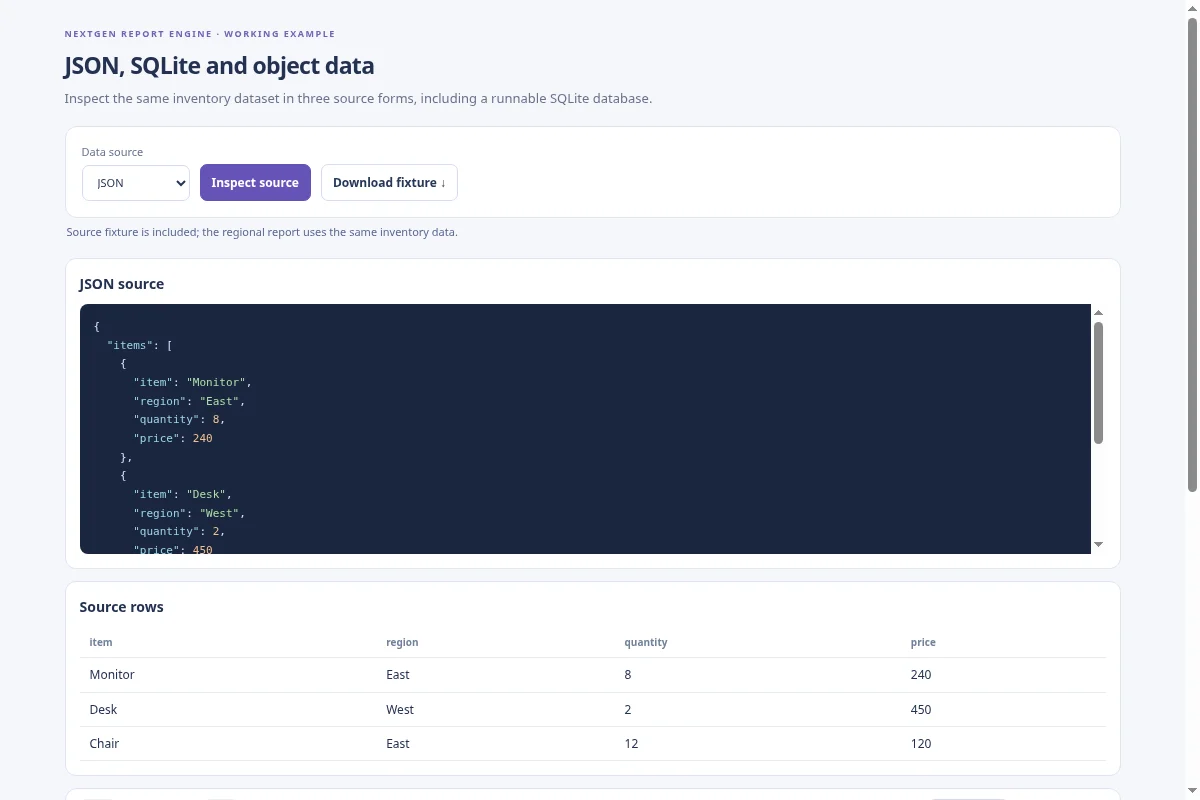 NEXTGEN REPORT ENGINE · WORKING EXAMPLE
JSON, SQLite and object data
Inspect the same inventory dataset in three source forms, including a runnable SQLite database.
Data source
JSON
Inspect source
Download fixture ↓
Source fixture is included; the regional report uses the same inventory data.
JSON source
{
"items": [
{
"item": "Monitor",
"region": "East",
"quantity": 8,
"price": 240
},
{
"item": "Desk",
"region": "West",
"quantity": 2,
"price": 450
Source rows
item region quantity price
Monitor East 8 240
Desk West 2 450
Chair East 12 120